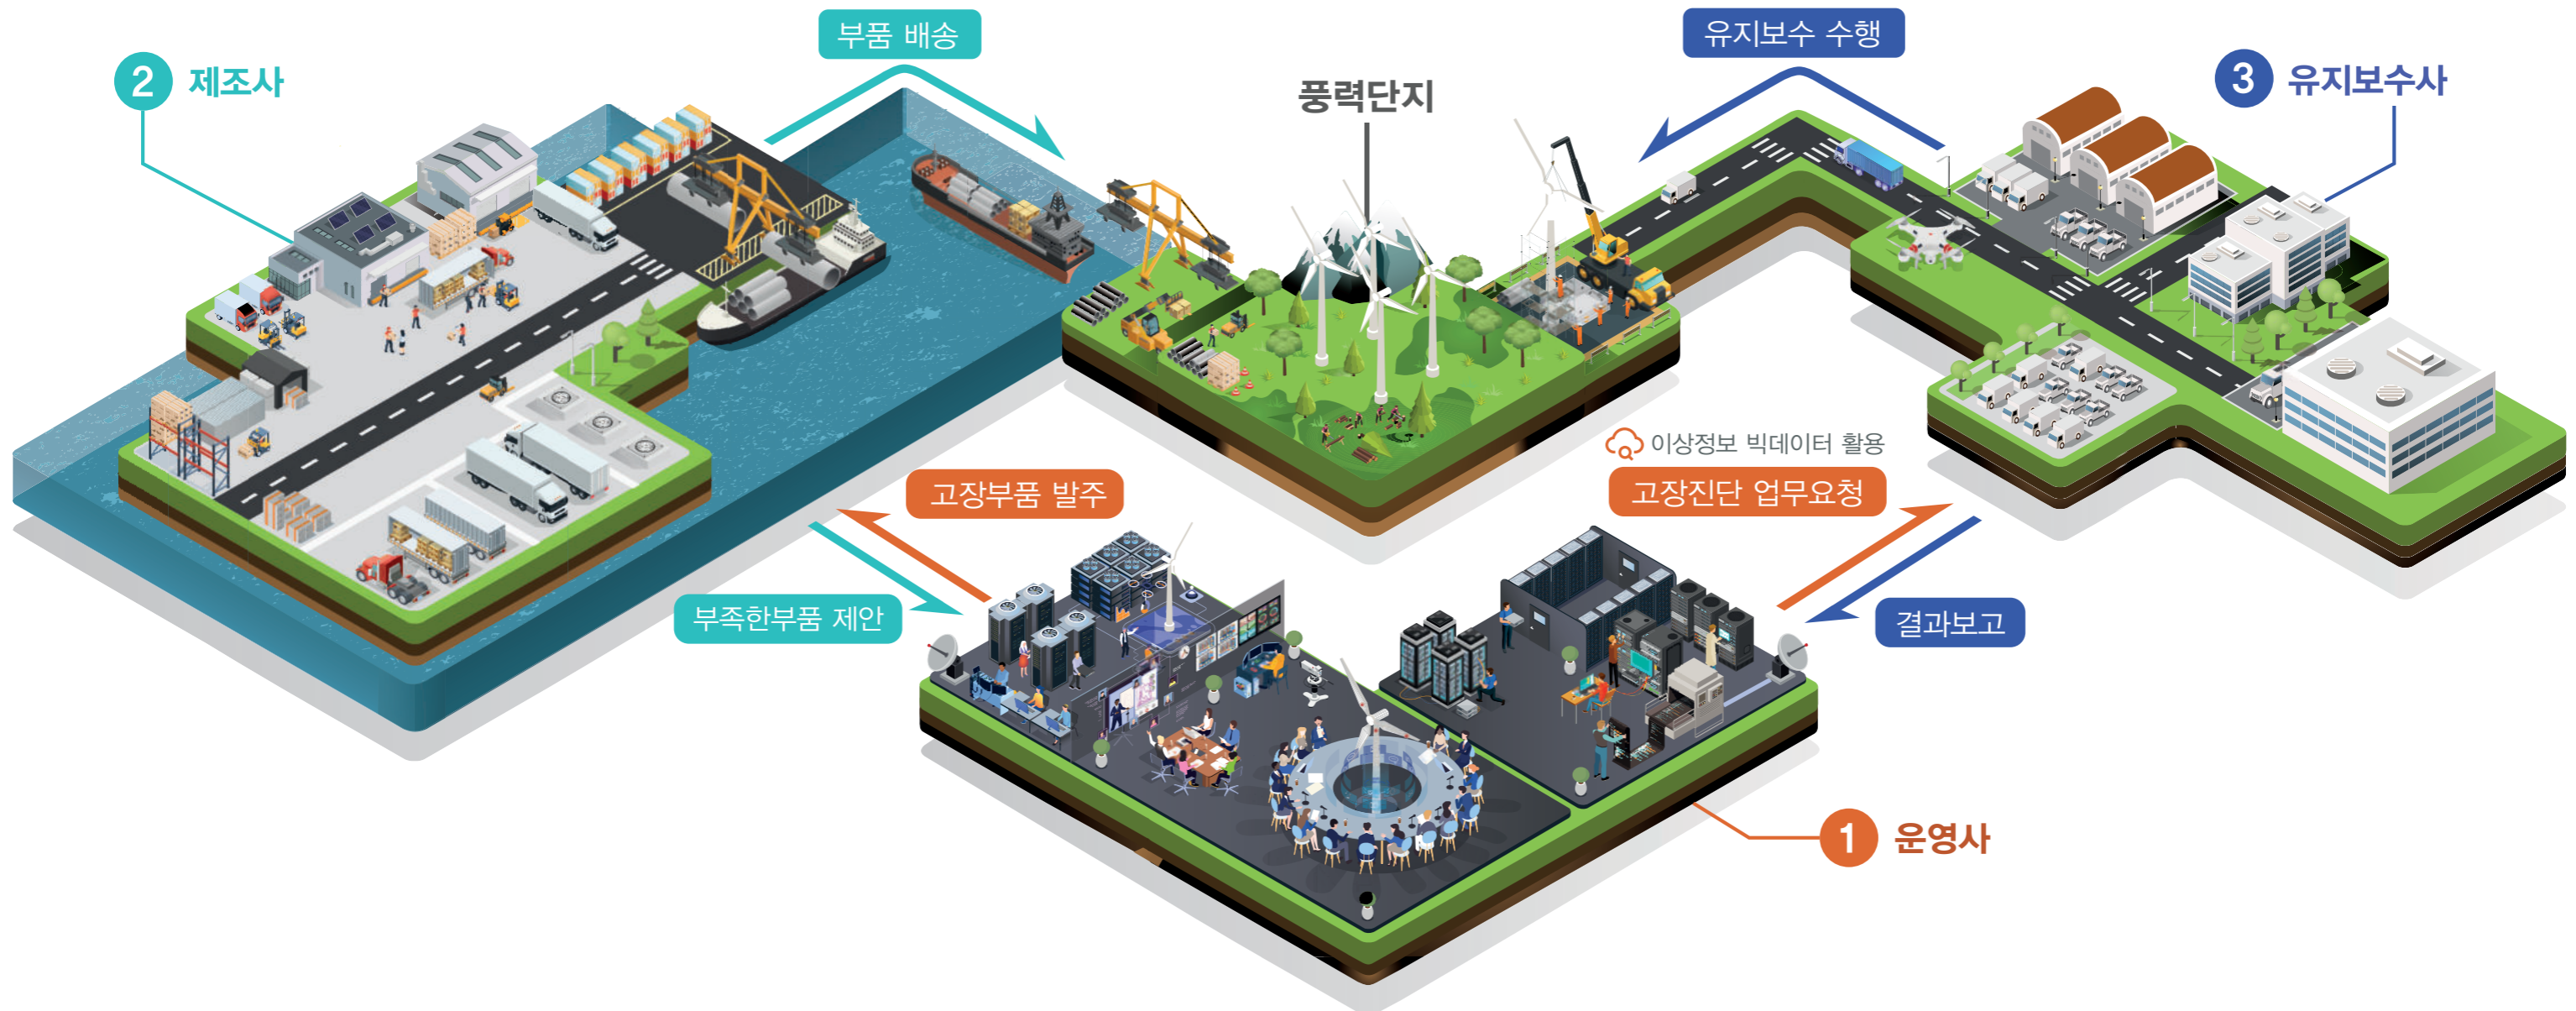 부품 배송
유지보수 수행
2 제조사
풍력단지
3 유지보수사
이상정보 빅데이터 활용
고장부품 발주
고장진단 업무요청
부족한부품 제안
결과보고
1 운영사